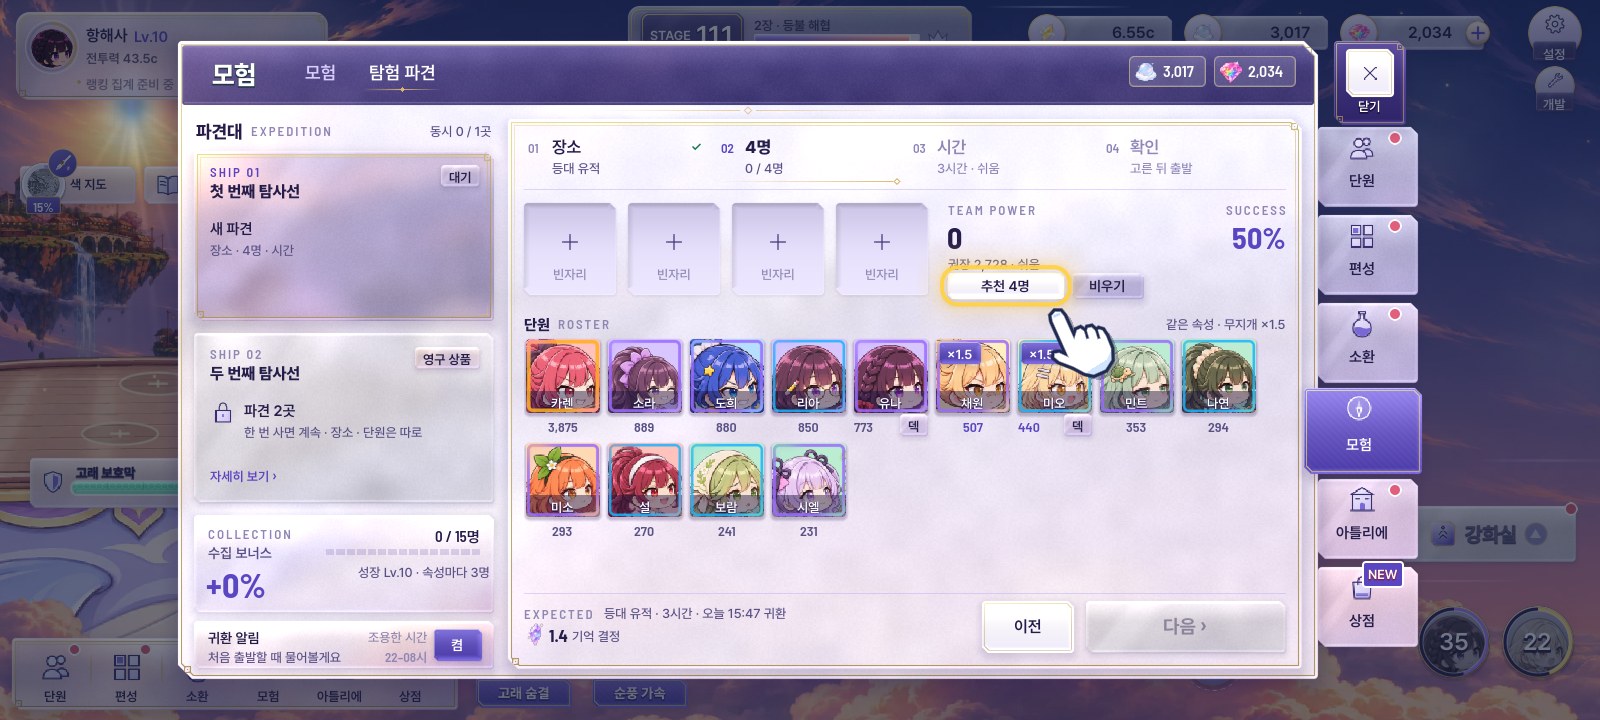 항해사 Lv.10
전투력 43.5c
랭킹 집계 준비 중
STAGE 111
2장 · 등불 해협
6.55c
3,017
2,034
설정
개발
모험
모험
탐험 파견
3,017
2,034
닫기
파견대 EXPEDITION
동시 0 / 1곳
SHIP 01
첫 번째 탐사선
대기
새 파견
장소 · 4명 · 시간
SHIP 02
두 번째 탐사선
영구 상품
파견 2곳
한 번 사면 계속 · 장소 · 단원은 따로
자세히 보기 ›
COLLECTION
0 / 15명
수집 보너스
+0%
성장 Lv.10 · 속성마다 3명
귀환 알림
처음 출발할 때 물어볼게요
조용한 시간
22-08시
켬
01 장소
등대 유적
02 4명
0 / 4명
03 시간
3시간 · 쉬움
04 확인
고른 뒤 출발
빈자리
빈자리
빈자리
빈자리
TEAM POWER
0
권장 2,728 · 쉬움
SUCCESS
50%
추천 4명
비우기
단원 ROSTER
같은 속성 · 무지개 ×1.5
×1.5
×1.5
카렌
소라
도희
리아
유나
채원
미오
민트
나연
3,875
889
880
850
773
덱
507
440
덱
353
294
미소
설
보람
시엘
293
270
241
231
EXPECTED 등대 유적 · 3시간 · 오늘 15:47 귀환
1.4 기억 결정
이전
다음 ›
단원
편성
소환
모험
아틀리에
NEW
상점
색 지도
15%
고래 보호막
강화실
35
22
단원
편성
소환
모험
아틀리에
상점
고래 숨결
순풍 가속